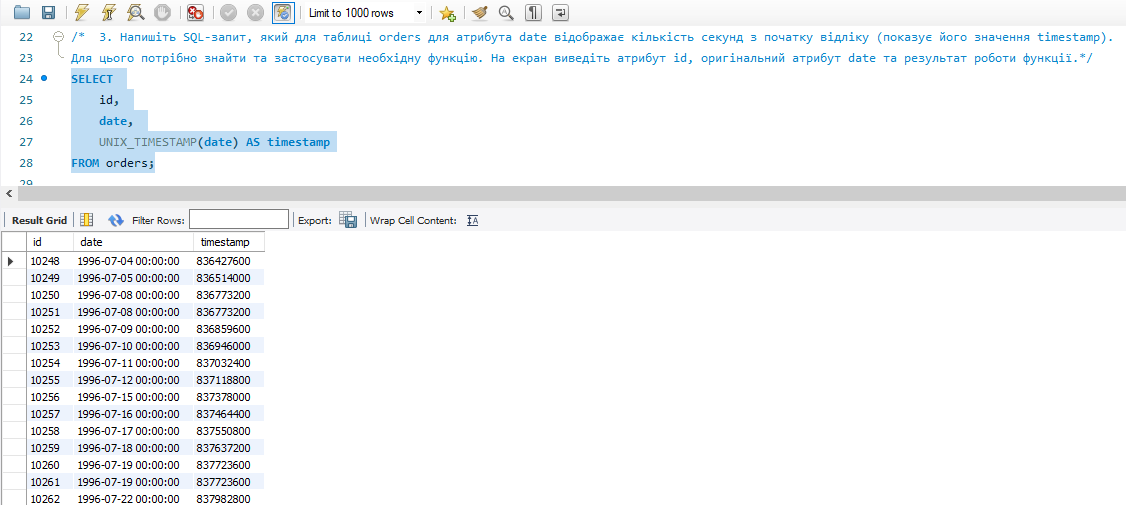 Limit to 1000 rows
22 /* 3. Напишіть SQL-запит, який для таблиці orders для атрибута date відображає кількість секунд з початку відліку (показує його значення timestamp).
23 Для цього потрібно знайти та застосувати необхідну функцію. На екран виведіть атрибут id, оригінальний атрибут date та результат роботи функції.*/
24 SELECT
25 id,
26 date,
27 UNIX_TIMESTAMP(date) AS timestamp
28 FROM orders;
29
Result Grid Filter Rows: Export: Wrap Cell Content:
id date timestamp
10248 1996-07-04 00:00:00 836427600
10249 1996-07-05 00:00:00 836514000
10250 1996-07-08 00:00:00 836773200
10251 1996-07-08 00:00:00 836773200
10252 1996-07-09 00:00:00 836859600
10253 1996-07-10 00:00:00 836946000
10254 1996-07-11 00:00:00 837032400
10255 1996-07-12 00:00:00 837118800
10256 1996-07-15 00:00:00 837378000
10257 1996-07-16 00:00:00 837464400
10258 1996-07-17 00:00:00 837550800
10259 1996-07-18 00:00:00 837637200
10260 1996-07-19 00:00:00 837723600
10261 1996-07-19 00:00:00 837723600
10262 1996-07-22 00:00:00 837982800